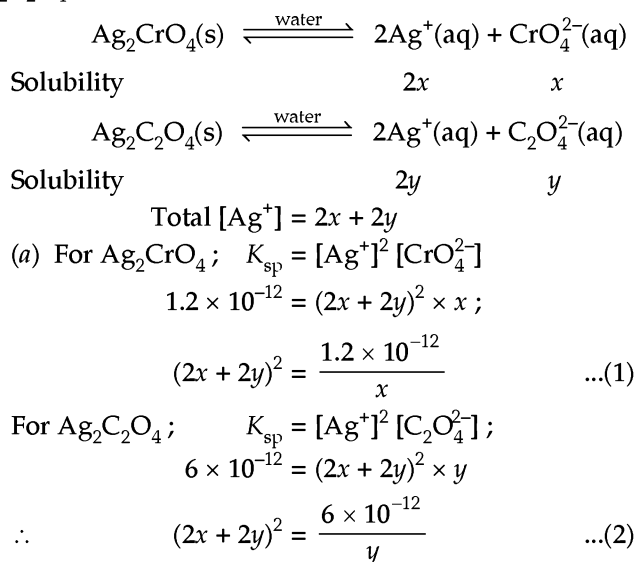 Ag₂CrO₄(s) ⇌ (water) 2Ag⁺(aq) + CrO₄²⁻(aq)
Solubility 2x x
Ag₂C₂O₄(s) ⇌ (water) 2Ag⁺(aq) + C₂O₄²⁻(aq)
Solubility 2y y
Total [Ag⁺] = 2x + 2y
(a) For Ag₂CrO₄ ; Kₛₚ = [Ag⁺]² [CrO₄²⁻]
1.2 × 10⁻¹² = (2x + 2y)² × x ;
(2x + 2y)² = 1.2 × 10⁻¹² / x ...(1)
For Ag₂C₂O₄ ; Kₛₚ = [Ag⁺]² [C₂O₄²⁻] ;
6 × 10⁻¹² = (2x + 2y)² × y
∴ (2x + 2y)² = 6 × 10⁻¹² / y ...(2)